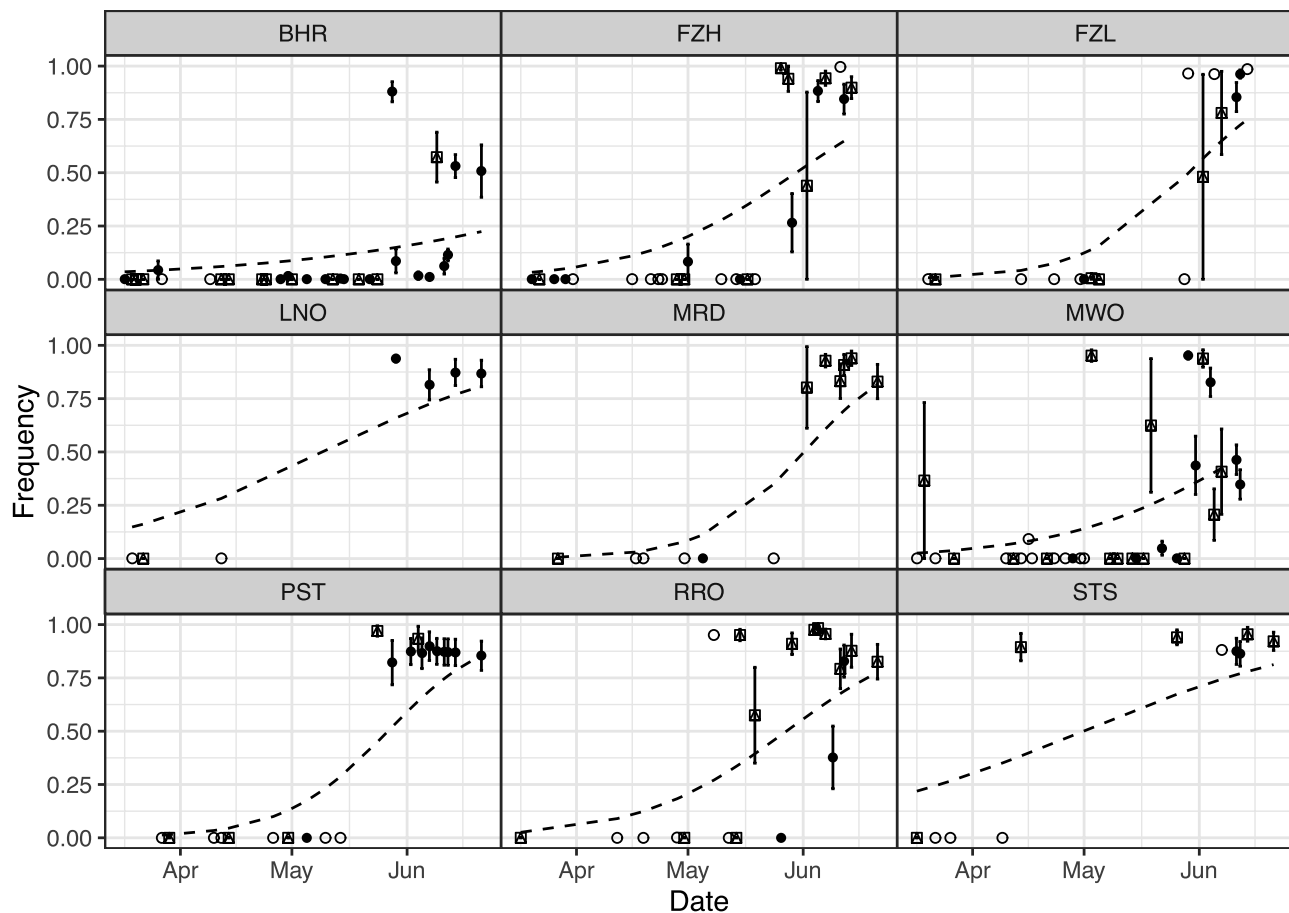 BHR FZH FZL
1.00
0.75
0.50
0.25
0.00
LNO MRD MWO
1.00
0.75
0.50
0.25
0.00
PST RRO STS
1.00
0.75
0.50
0.25
0.00
Frequency
Apr May Jun Apr May Jun Apr May Jun
Date